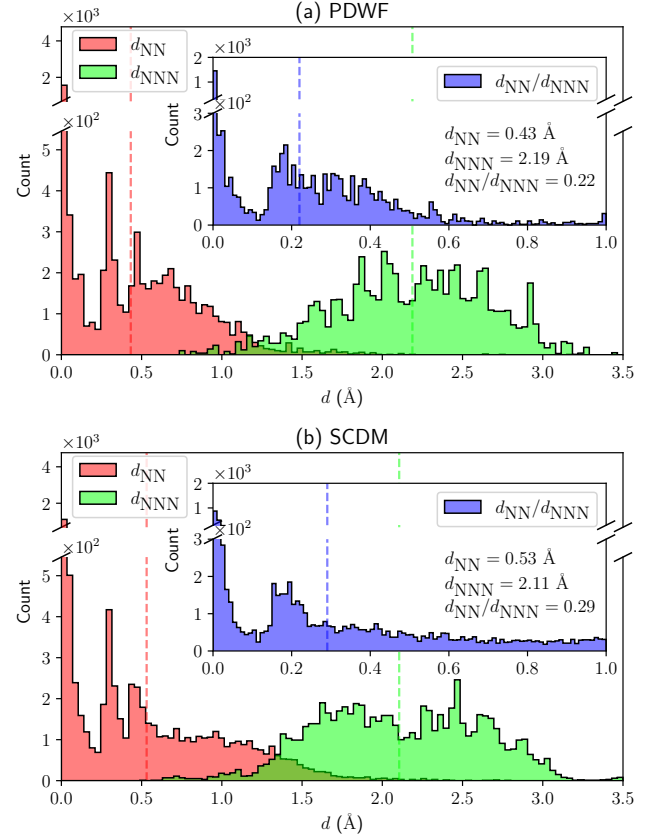 (a) PDWF
×10³
4
2
d_NN
d_NNN
×10²
5
4
3
2
1
0
Count
0.0 0.5 1.0 1.5 2.0 2.5 3.0 3.5
d (Å)
×10³
2
1
×10²
3
2
1
0
Count
d_NN/d_NNN
d_NN = 0.43 Å
d_NNN = 2.19 Å
d_NN/d_NNN = 0.22
0.0 0.2 0.4 0.6 0.8 1.0
(b) SCDM
×10³
4
2
d_NN
d_NNN
×10²
5
4
3
2
1
0
Count
0.0 0.5 1.0 1.5 2.0 2.5 3.0 3.5
d (Å)
×10³
2
1
×10²
3
2
1
0
Count
d_NN/d_NNN
d_NN = 0.53 Å
d_NNN = 2.11 Å
d_NN/d_NNN = 0.29
0.0 0.2 0.4 0.6 0.8 1.0